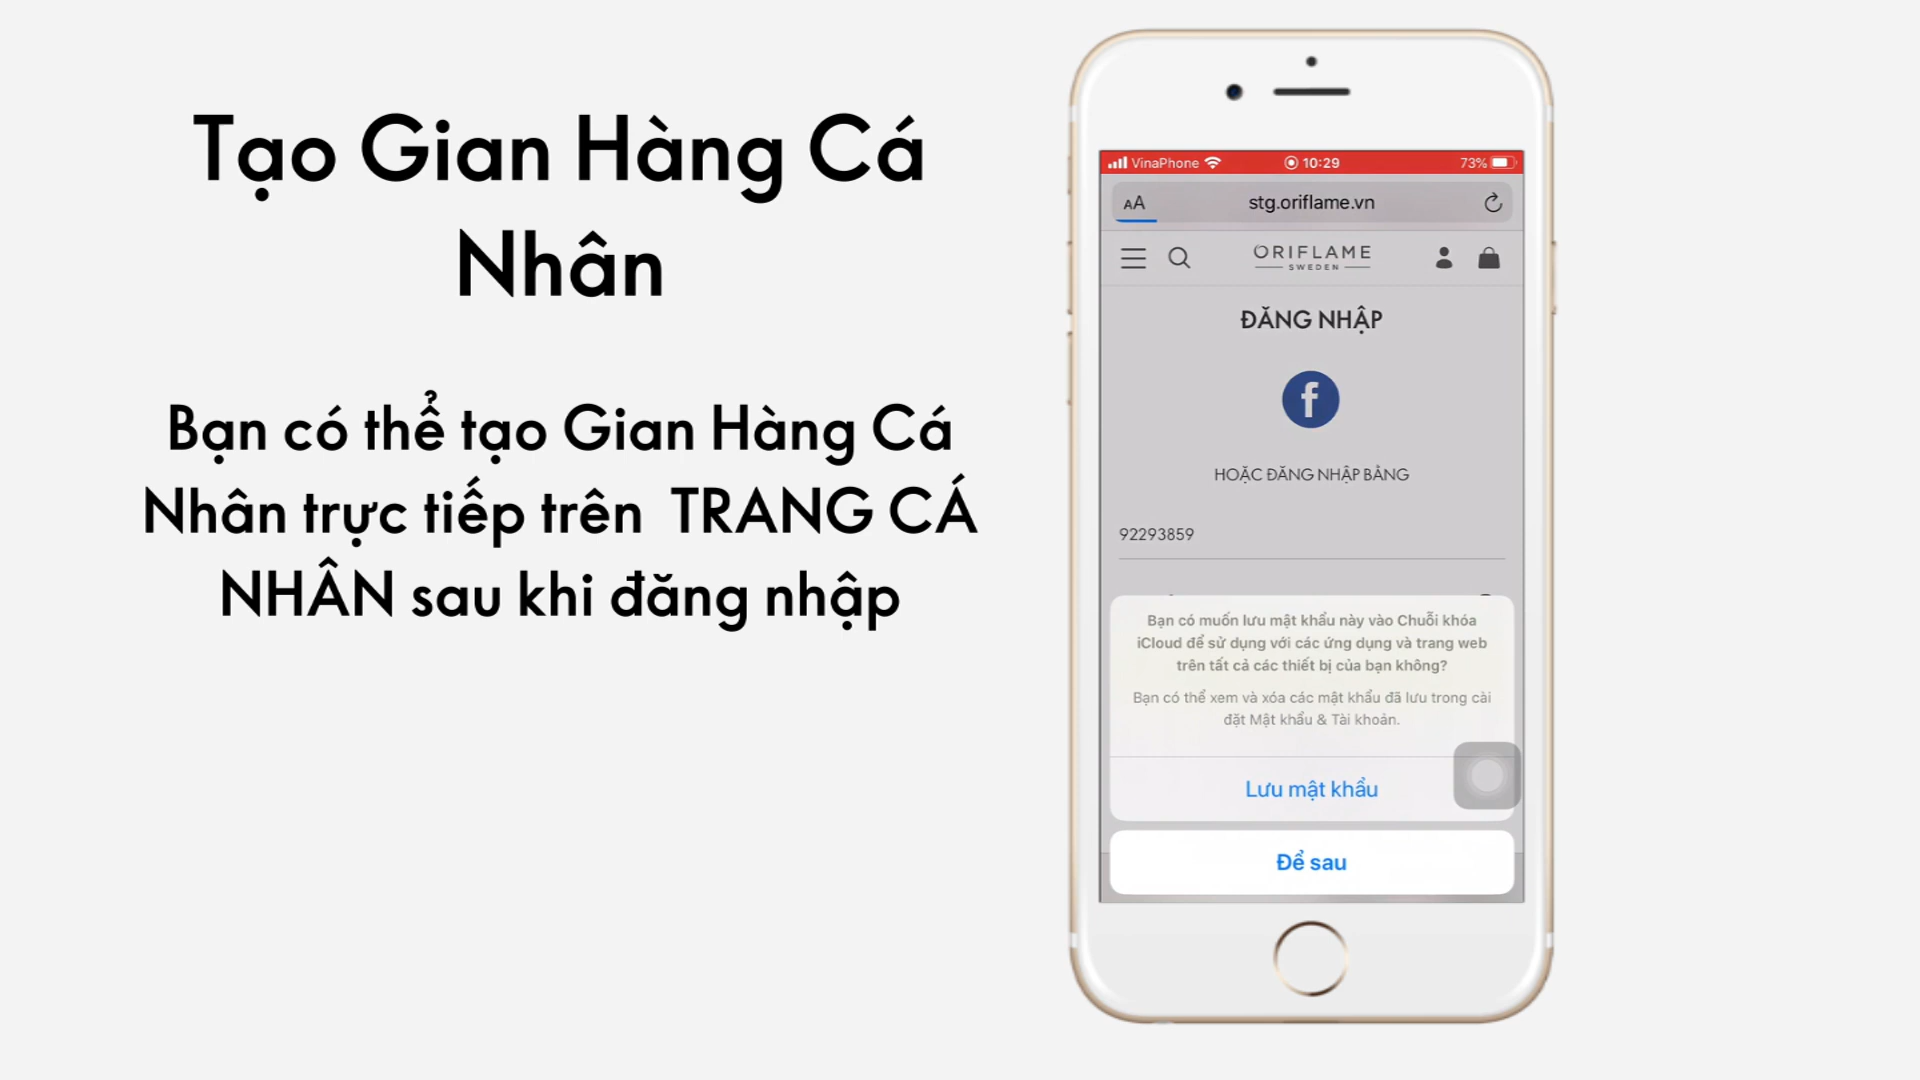 Tạo Gian Hàng Cá
Nhân
Bạn có thể tạo Gian Hàng Cá
Nhân trực tiếp trên TRANG CÁ
NHÂN sau khi đăng nhập
VinaPhone 10:29 73%
AA stg.oriflame.vn
ORIFLAME
SWEDEN
ĐĂNG NHẬP
f
HOẶC ĐĂNG NHẬP BẰNG
92293859
Bạn có muốn lưu mật khẩu này vào Chuỗi khóa
iCloud để sử dụng với các ứng dụng và trang web
trên tất cả các thiết bị của bạn không?
Bạn có thể xem và xóa các mật khẩu đã lưu trong cài
đặt Mật khẩu & Tài khoản.
Lưu mật khẩu
Để sau